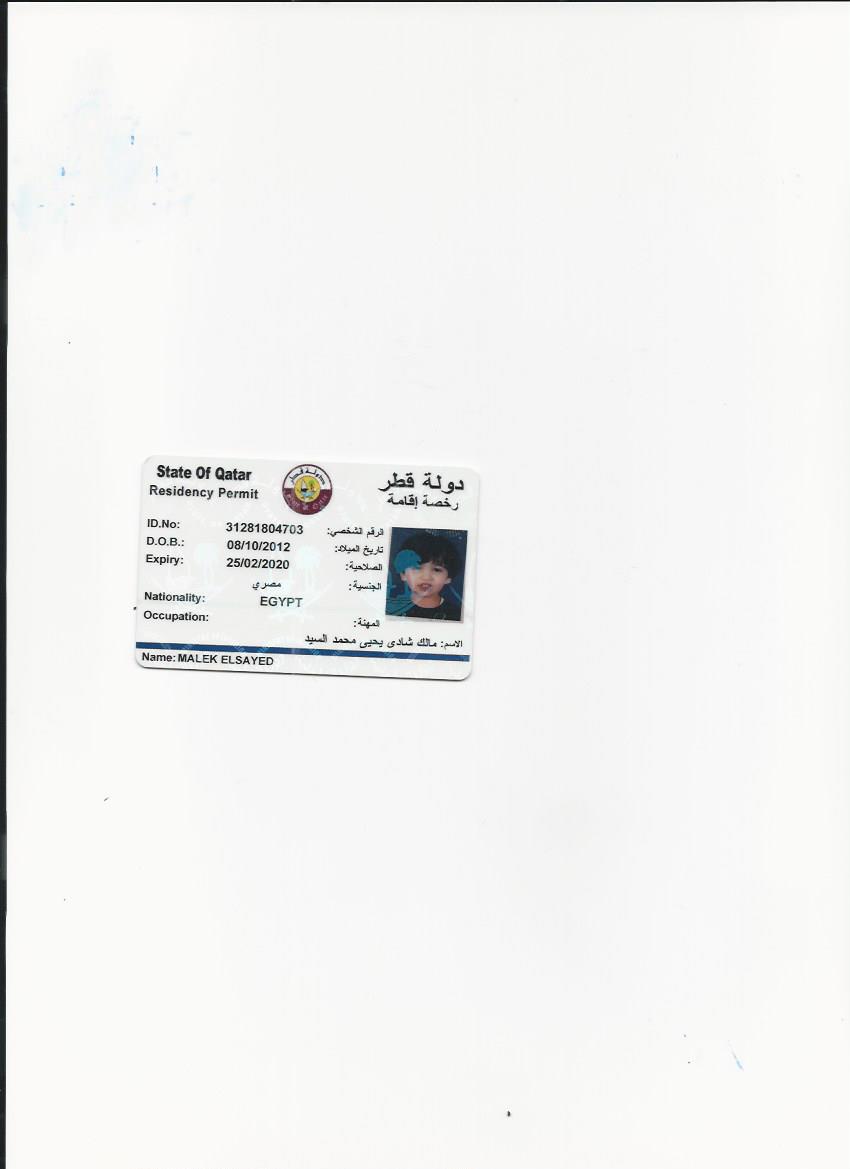 State Of Qatar دولة قطر
Residency Permit رخصة إقامة
ID.No: 31281804703 الرقم الشخصي:
D.O.B.: 08/10/2012 تاريخ الميلاد:
Expiry: 25/02/2020 الصلاحية:
مصري الجنسية:
Nationality: EGYPT
Occupation: المهنة:
الاسم: مالك شادى يحيى محمد السيد
Name: MALEK ELSAYED